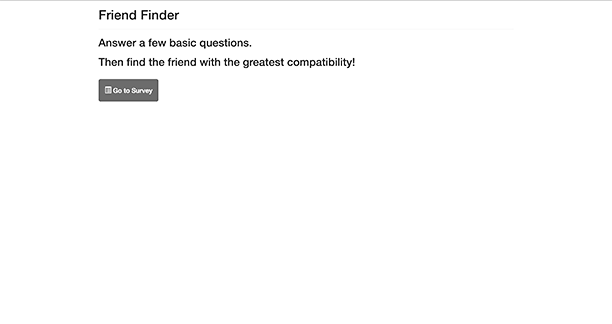 Friend Finder
Answer a few basic questions.
Then find the friend with the greatest compatibility!
Go to Survey